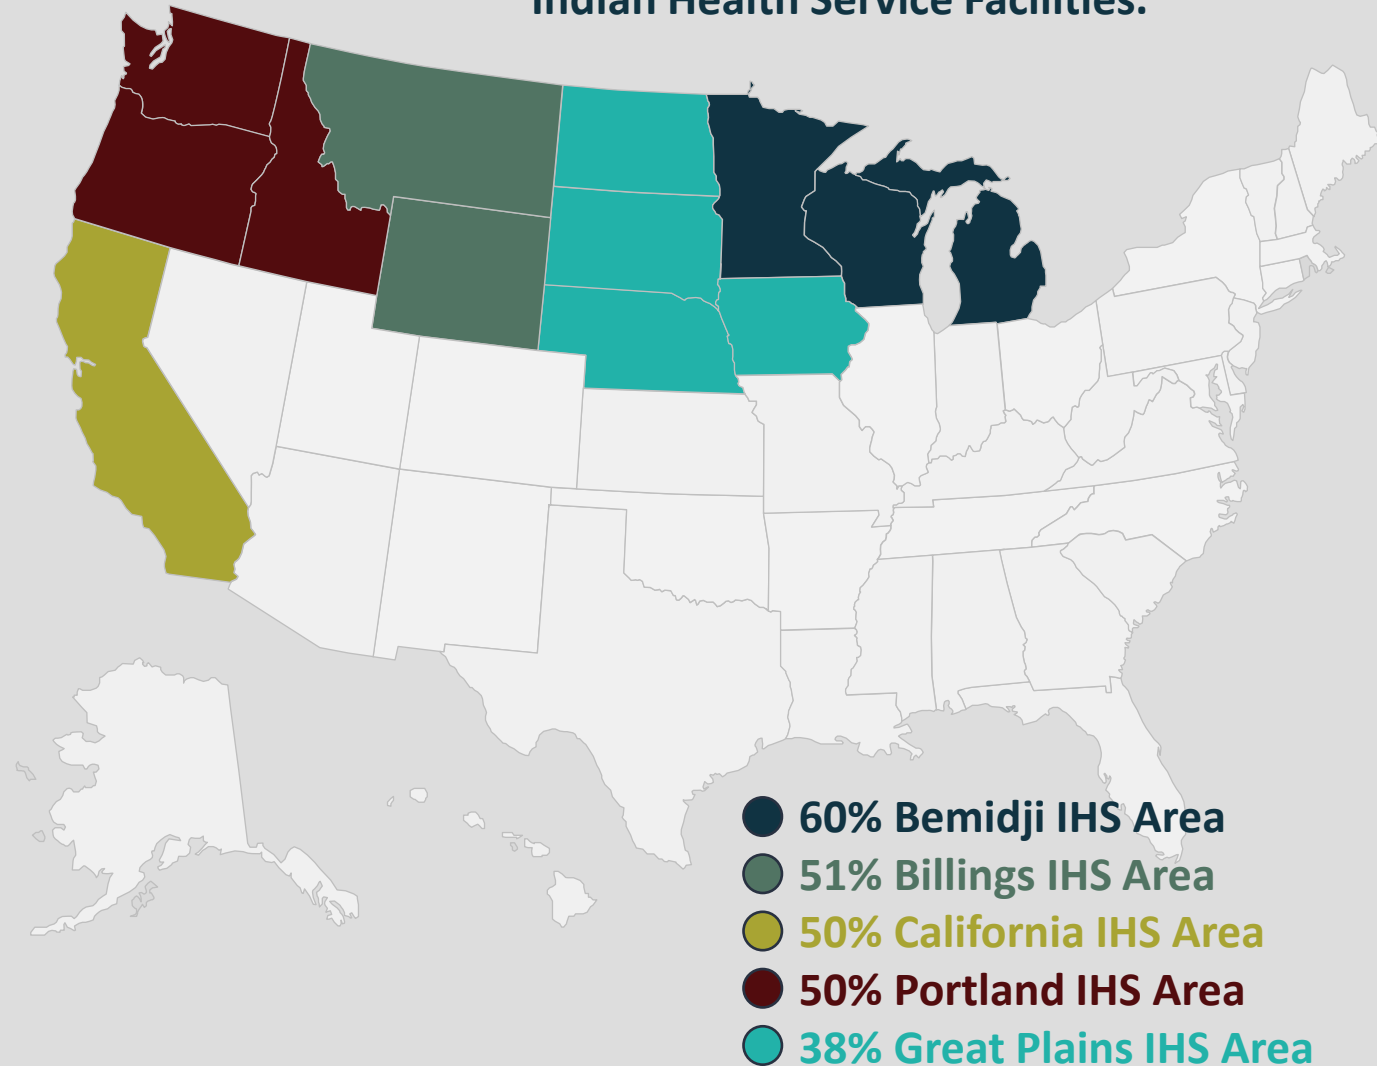 Indian Health Service Facilities.
60% Bemidji IHS Area
51% Billings IHS Area
50% California IHS Area
50% Portland IHS Area
38% Great Plains IHS Area